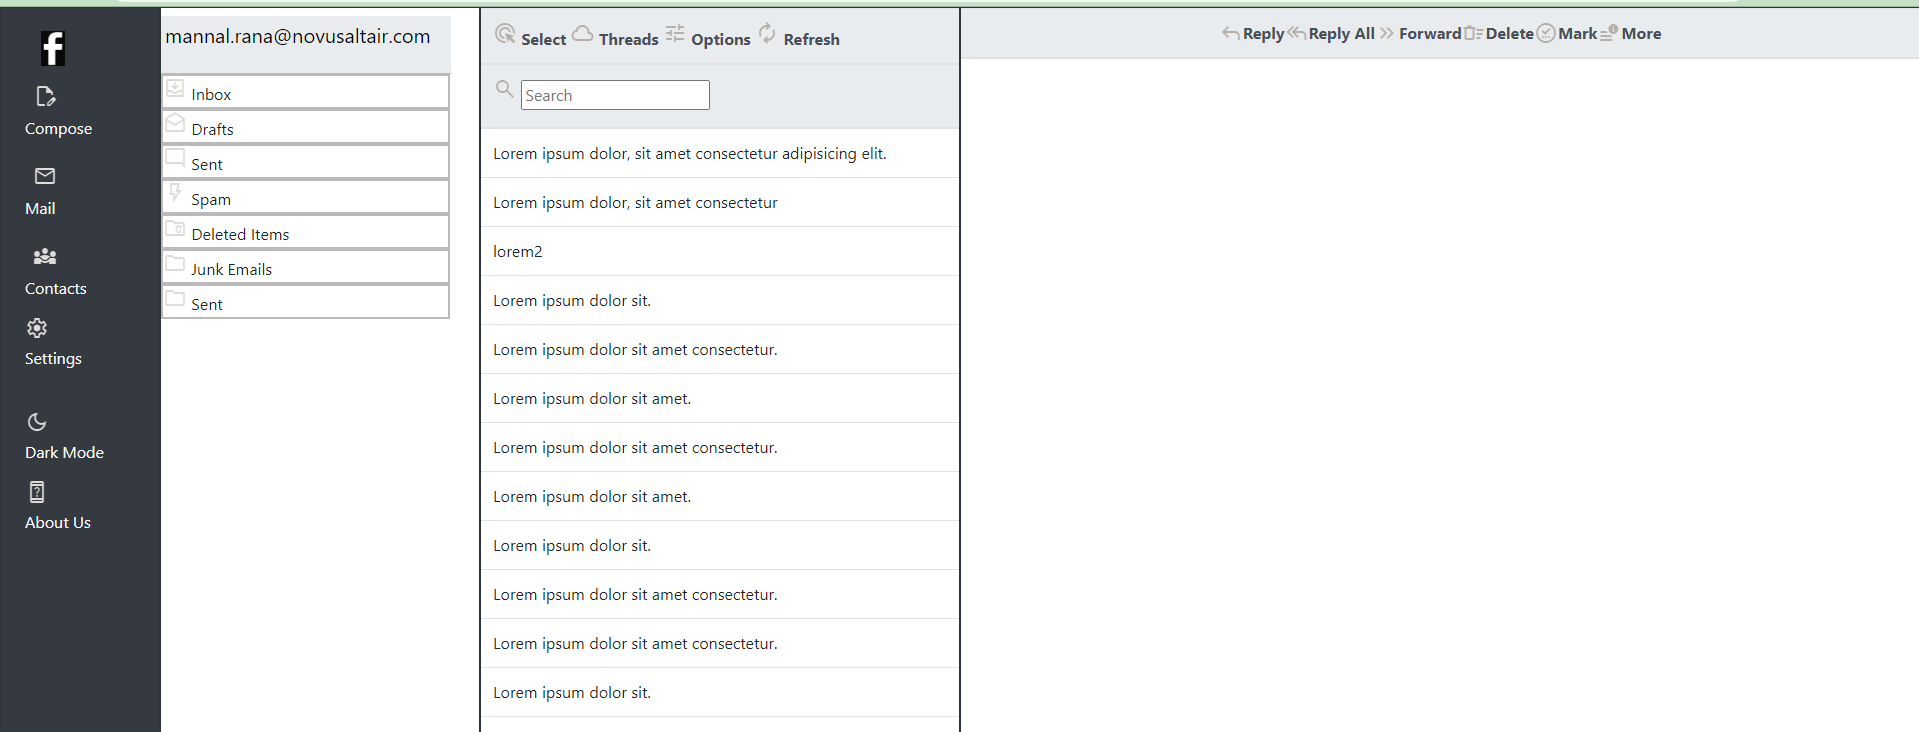 f
Compose
Mail
Contacts
Settings
Dark Mode
About Us
mannal.rana@novusaltair.com
Inbox
Drafts
Sent
Spam
Deleted Items
Junk Emails
Sent
Select Threads Options Refresh
Search
Lorem ipsum dolor, sit amet consectetur adipisicing elit.
Lorem ipsum dolor, sit amet consectetur
lorem2
Lorem ipsum dolor sit.
Lorem ipsum dolor sit amet consectetur.
Lorem ipsum dolor sit amet.
Lorem ipsum dolor sit amet consectetur.
Lorem ipsum dolor sit amet.
Lorem ipsum dolor sit.
Lorem ipsum dolor sit amet consectetur.
Lorem ipsum dolor sit amet consectetur.
Lorem ipsum dolor sit.
Reply Reply All Forward Delete Mark More